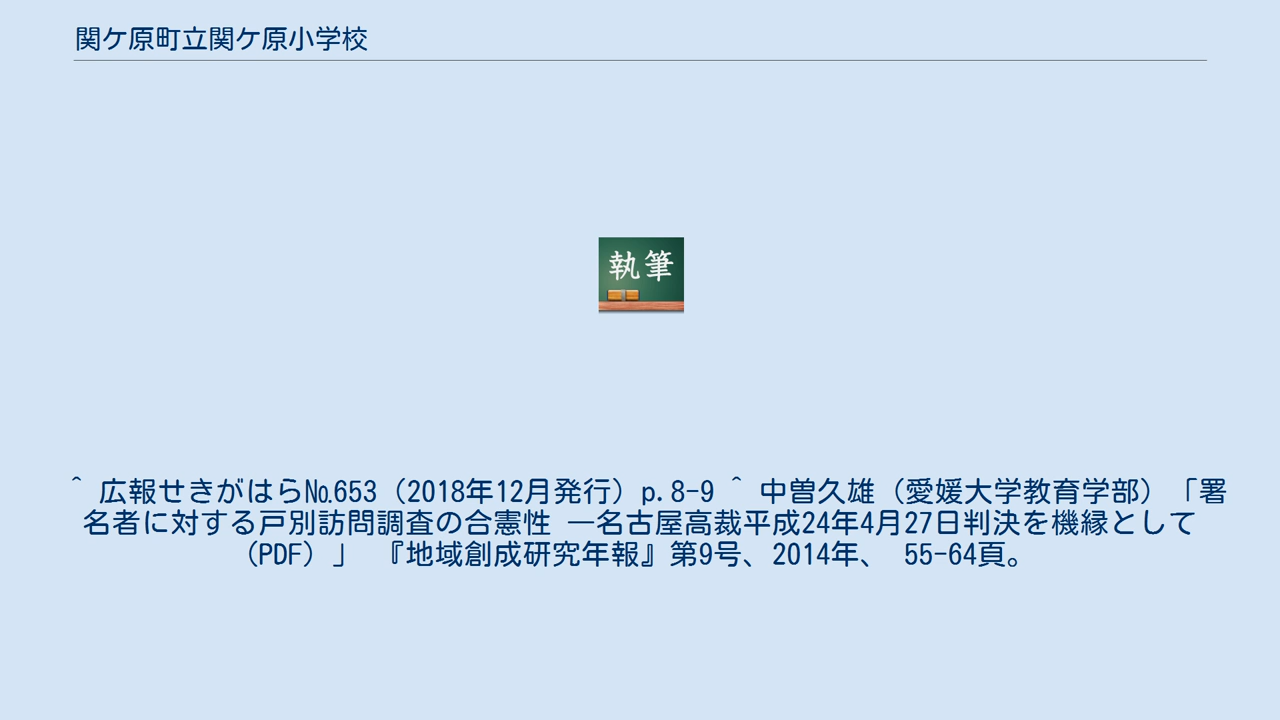 関ケ原町立関ケ原小学校
執筆
^ 広報せきがはら№653（2018年12月発行）p.8-9 ^ 中曽久雄（愛媛大学教育学部）「署
名者に対する戸別訪問調査の合憲性 ―名古屋高裁平成24年4月27日判決を機縁として
（PDF）」 『地域創成研究年報』第9号、2014年、 55-64頁。